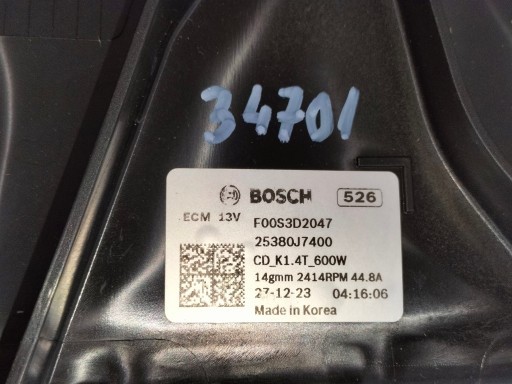 34701
BOSCH 526
ECM 13V F00S3D2047
25380J7400
CD_K1.4T_600W
14gmm 2414RPM 44.8A
27-12-23 04:16:06
Made in Korea